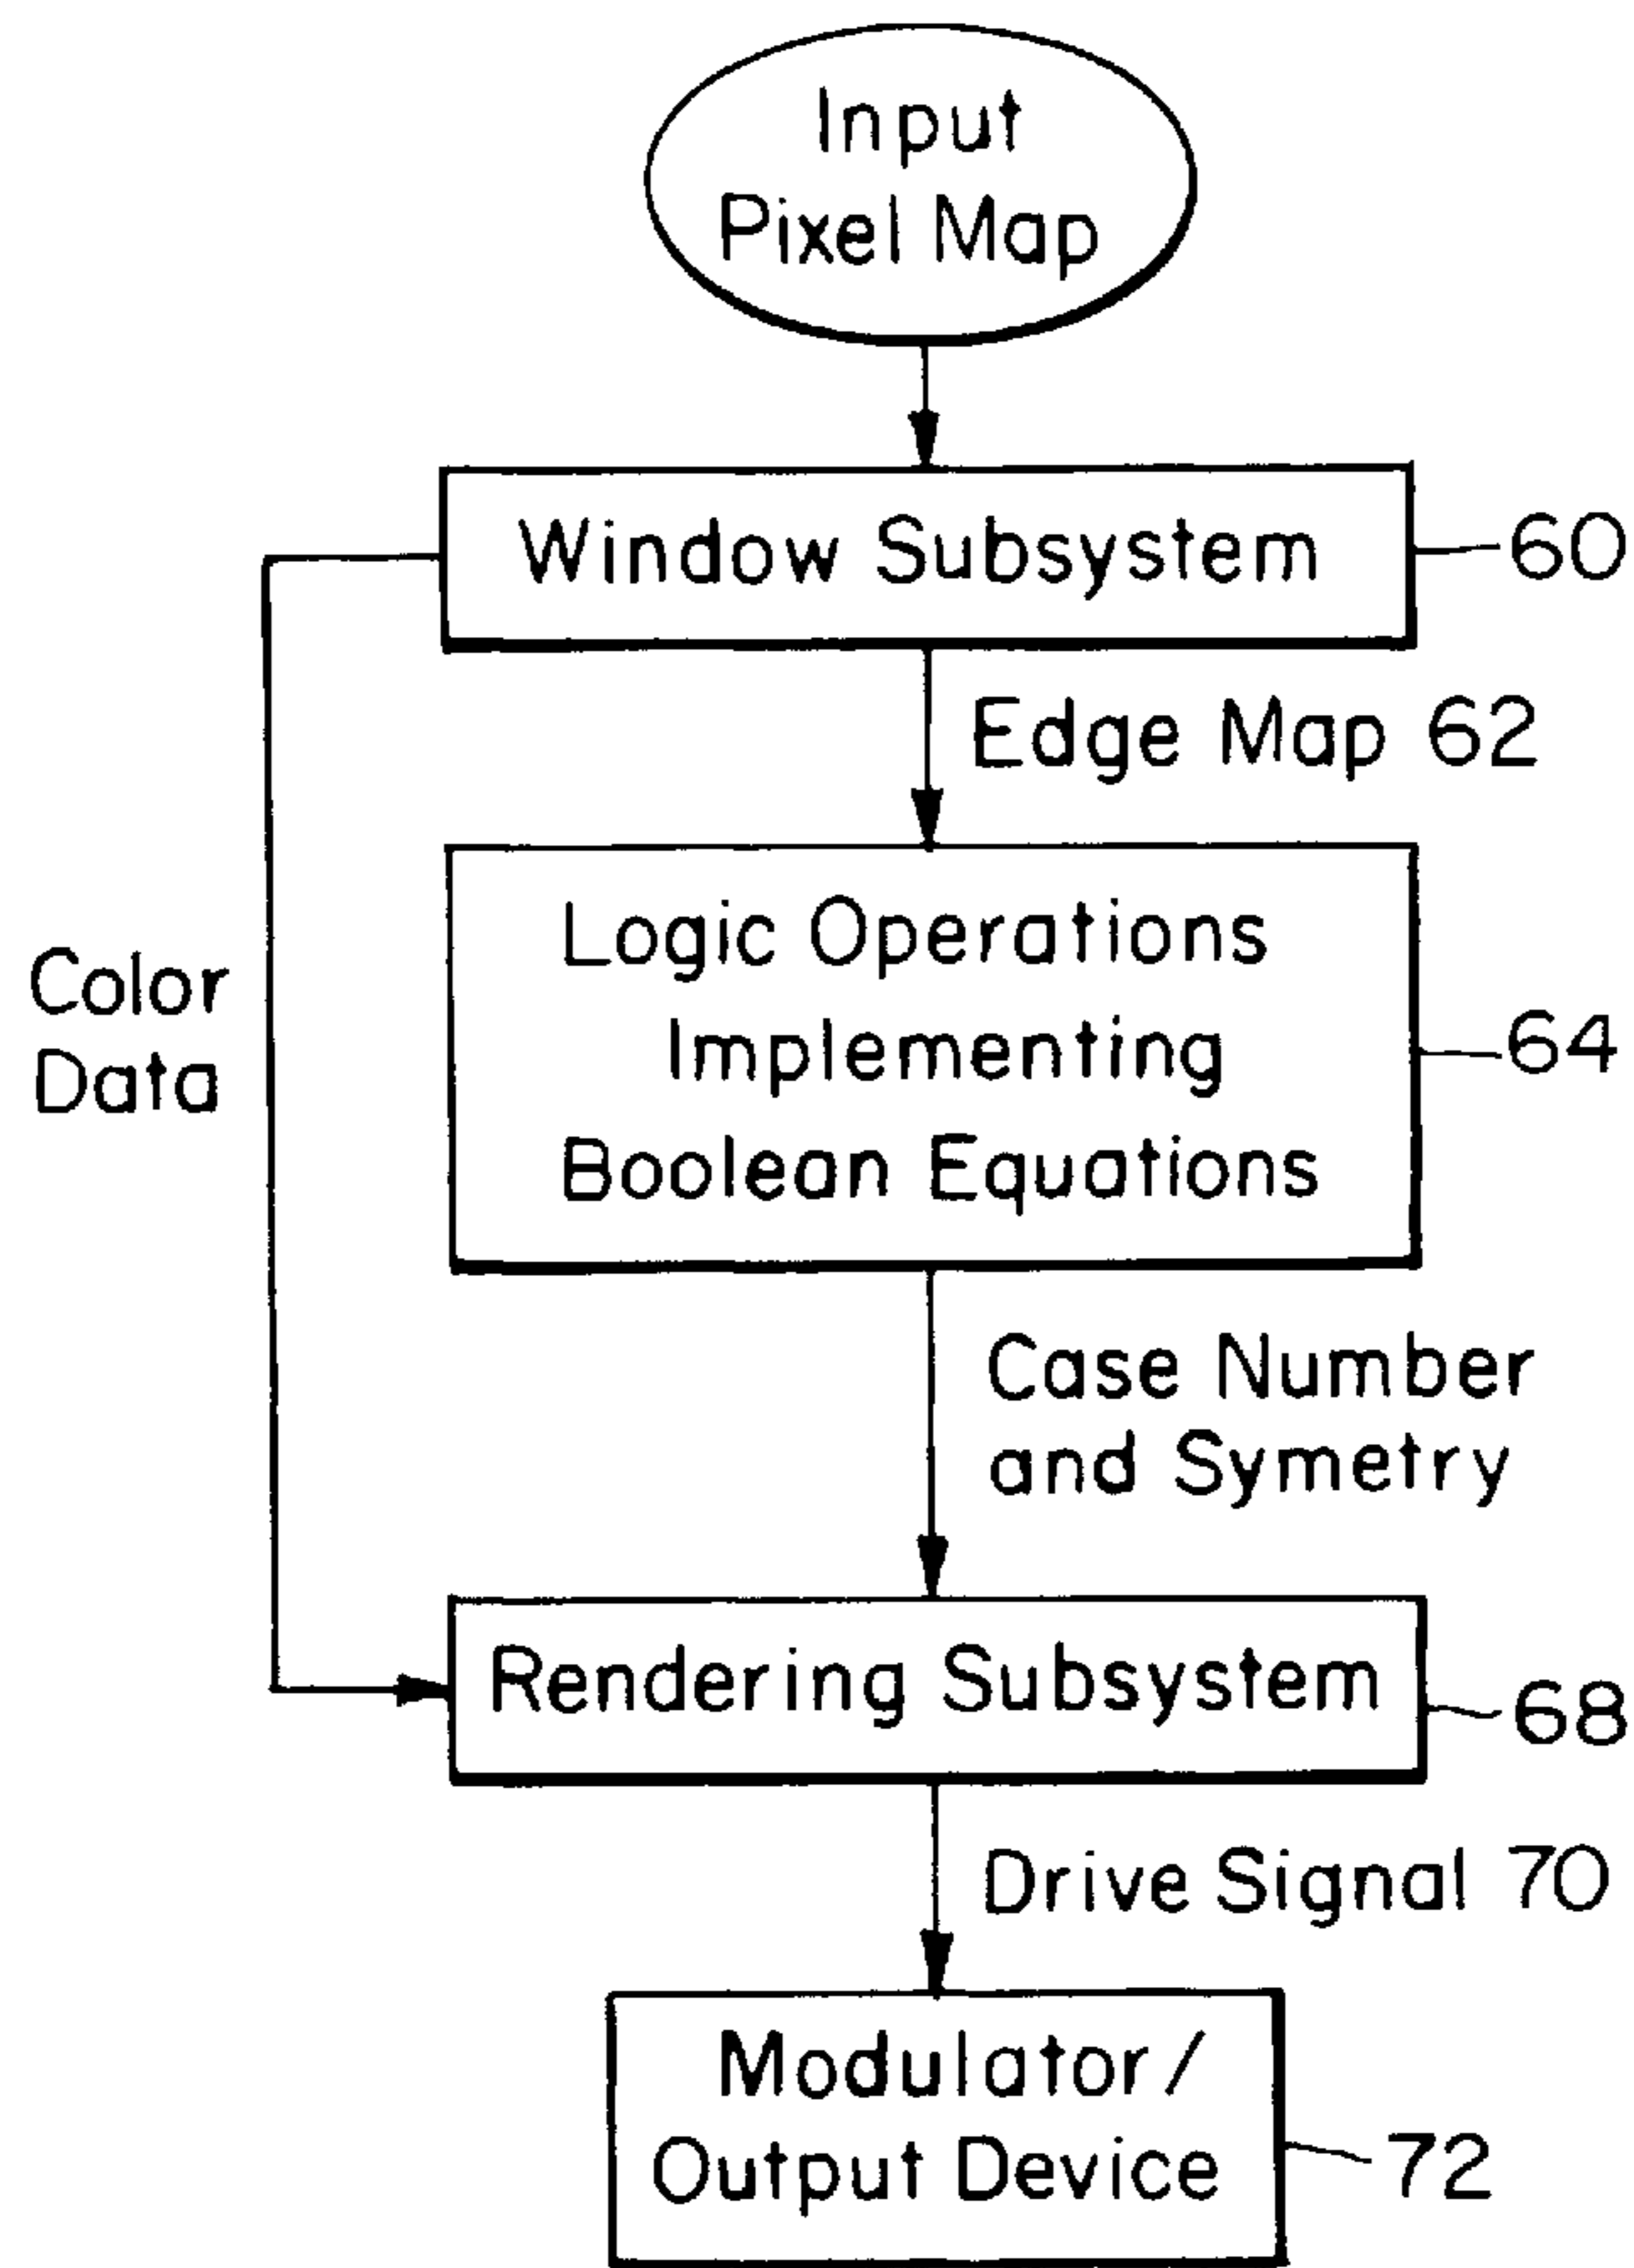 Input
Pixel Map
Window Subsystem
60
Edge Map 62
Logic Operations
Implementing
Boolean Equations
64
Color
Data
Case Number
and Symetry
Rendering Subsystem
68
Drive Signal 70
Modulator/
Output Device
72